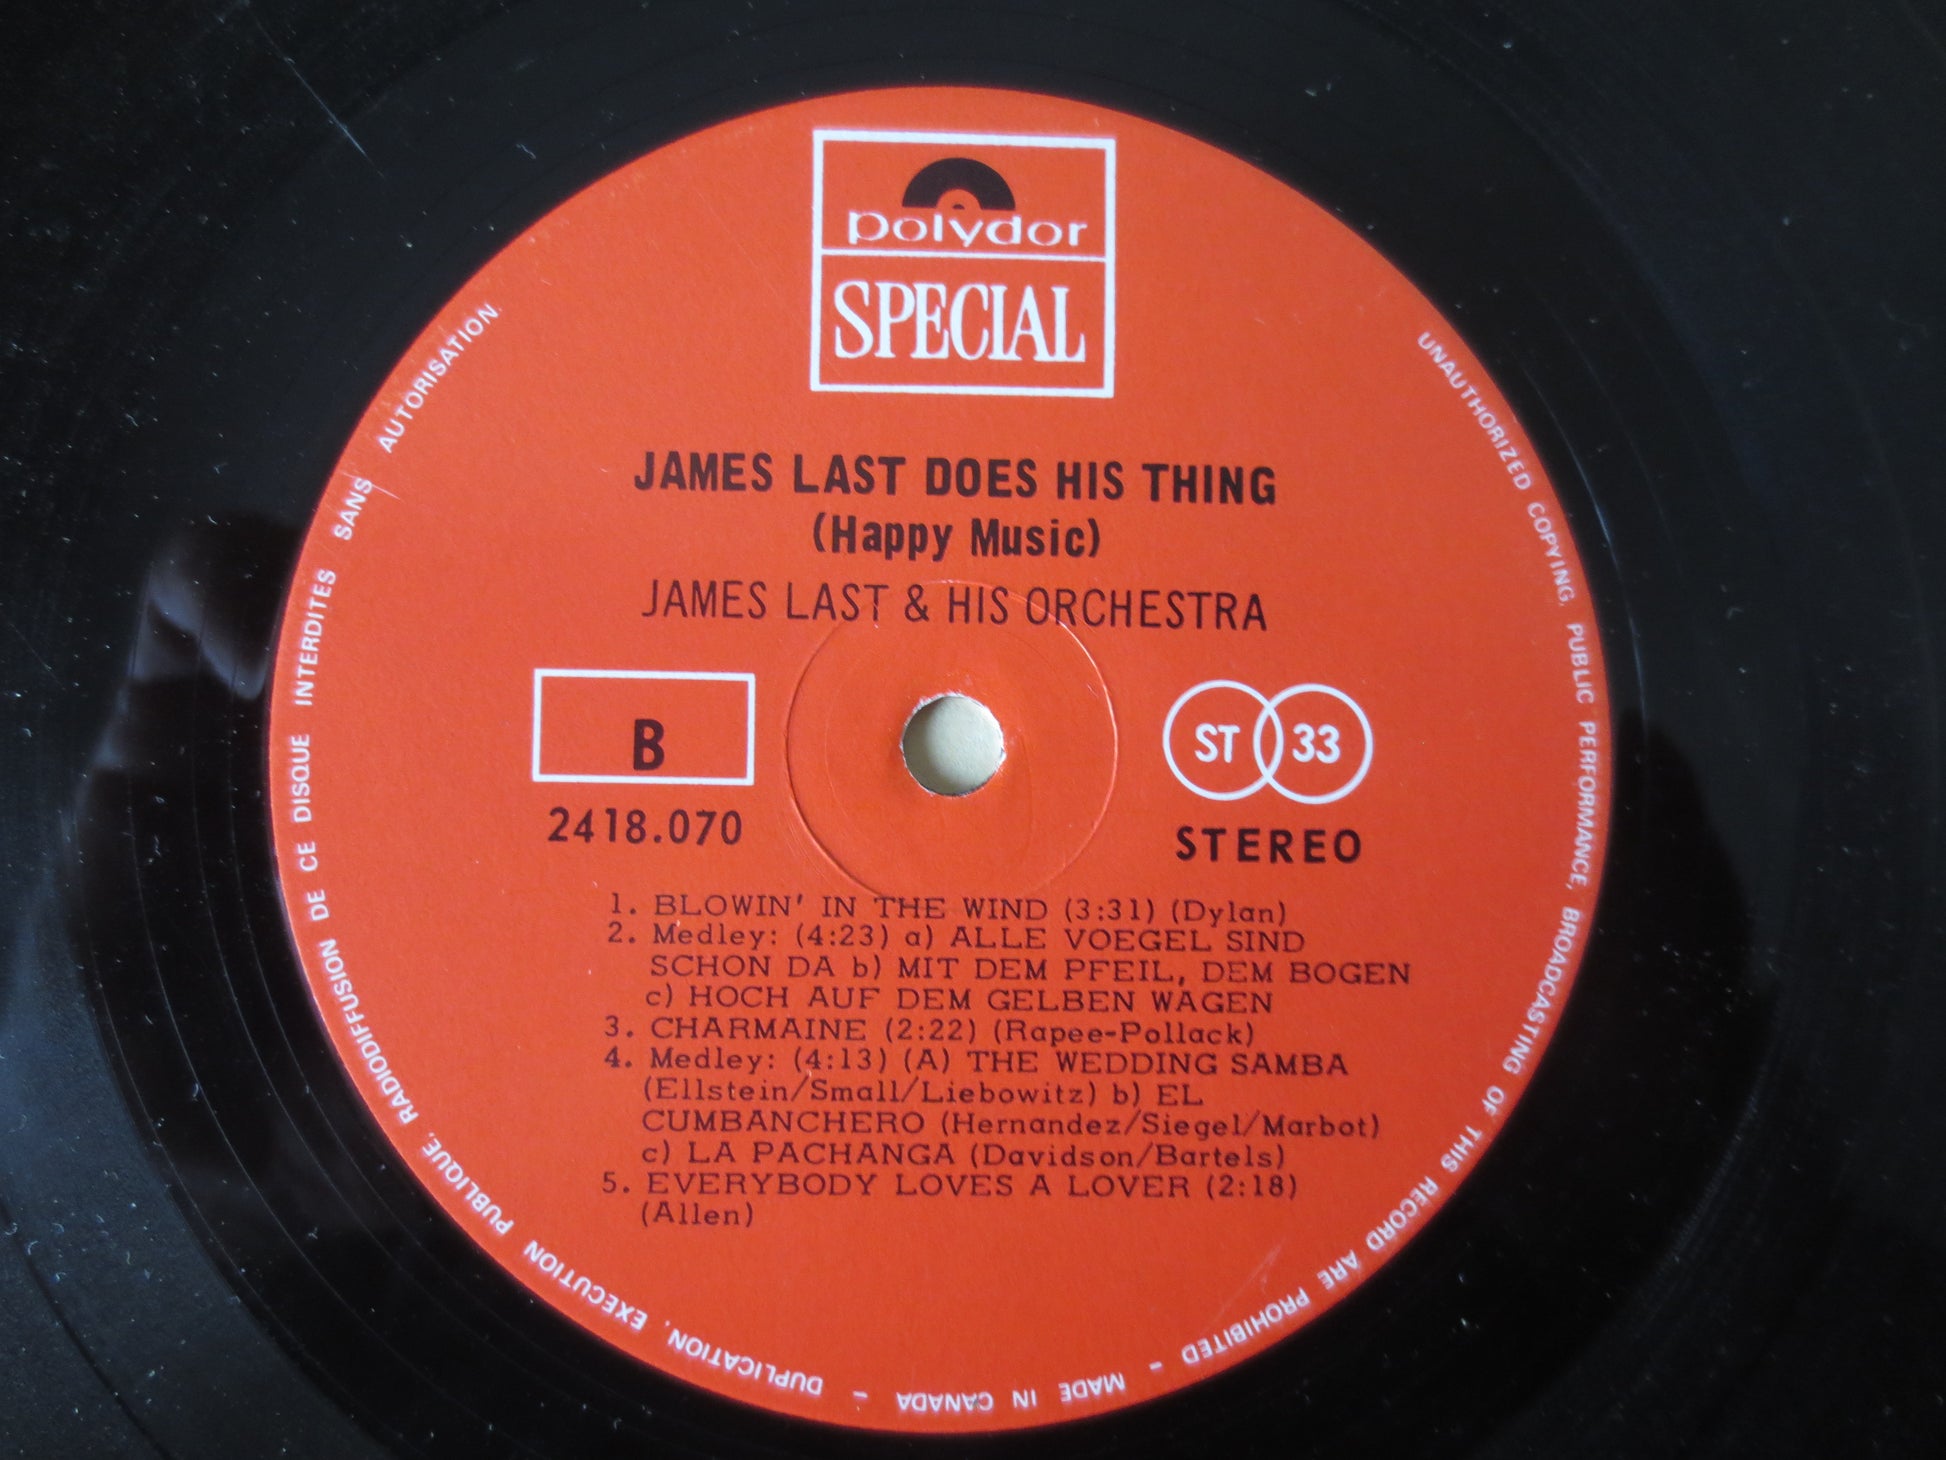 polydor
SPECIAL
JAMES LAST DOES HIS THING
(Happy Music)
JAMES LAST & HIS ORCHESTRA
B
2418.070
ST 33
STEREO
1. BLOWIN' IN THE WIND (3:31) (Dylan)
2. Medley: (4:23) a) ALLE VOEGEL SIND
SCHON DA b) MIT DEM PFEIL, DEM BOGEN
c) HOCH AUF DEM GELBEN WAGEN
3. CHARMAINE (2:22) (Rapee-Pollack)
4. Medley: (4:13) (A) THE WEDDING SAMBA
(Ellstein/Small/Liebowitz) b) EL
CUMBANCHERO (Hernandez/Siegel/Marbot)
c) LA PACHANGA (Davidson/Bartels)
5. EVERYBODY LOVES A LOVER (2:18)
(Allen)
UNAUTHORIZED COPYING, PUBLIC PERFORMANCE, BROADCASTING OF THIS RECORD ARE PROHIBITED - MADE IN CANADA - DUPLICATION, EXECUTION PUBLIQUE, RADIODIFFUSION DE CE DISQUE INTERDITES SANS AUTORISATION.